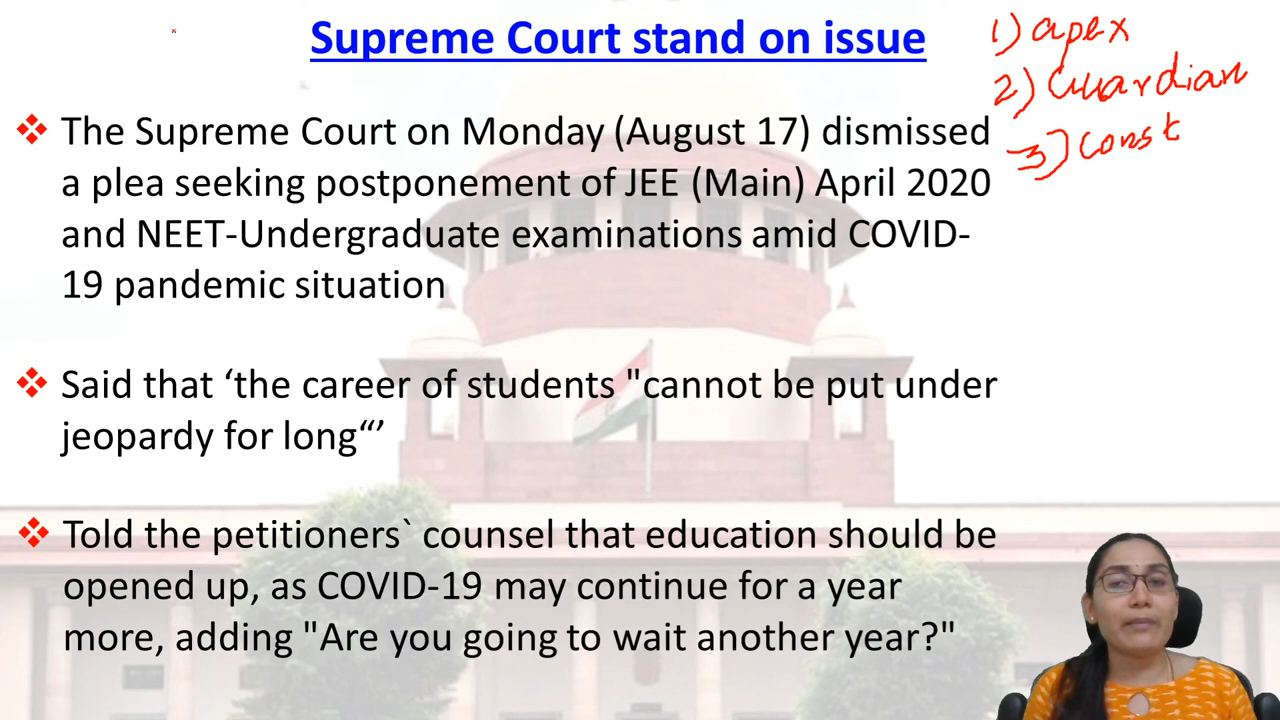 Supreme Court stand on issue
1) apex
2) Guardian
3) Const
❖ The Supreme Court on Monday (August 17) dismissed
a plea seeking postponement of JEE (Main) April 2020
and NEET-Undergraduate examinations amid COVID-
19 pandemic situation
❖ Said that ‘the career of students "cannot be put under
jeopardy for long“’
❖ Told the petitioners` counsel that education should be
opened up, as COVID-19 may continue for a year
more, adding "Are you going to wait another year?"